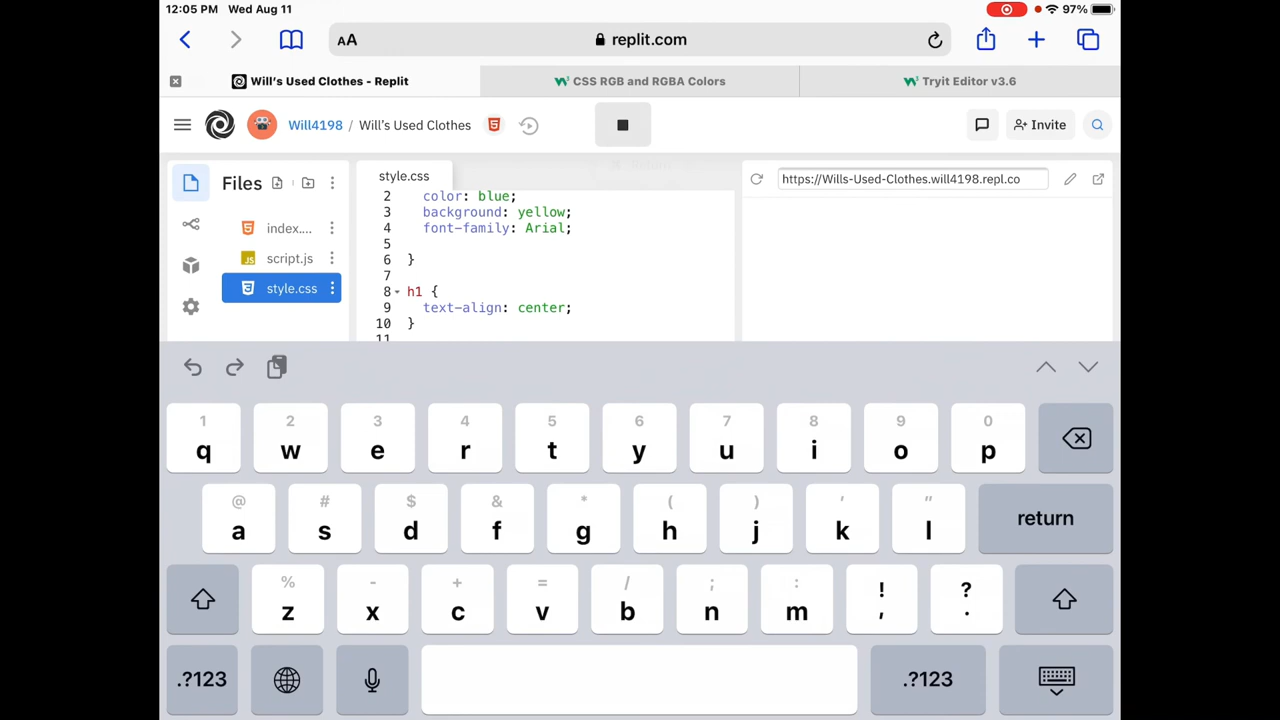 12:05 PM Wed Aug 11 97%
AA replit.com
Will's Used Clothes - Replit CSS RGB and RGBA Colors Tryit Editor v3.6
Will4198 / Will's Used Clothes Invite
Files style.css https://Wills-Used-Clothes.will4198.repl.co
2 color: blue;
3 background: yellow;
index.... 4 font-family: Arial;
5
script.js 6 }
7
style.css 8 h1 {
9 text-align: center;
10 }
11
1 2 3 4 5 6 7 8 9 0
q w e r t y u i o p
@ # $ & * ( ) ' "
a s d f g h j k l return
% - + = / ; : ! ?
z x c v b n m , .
.?123 .?123